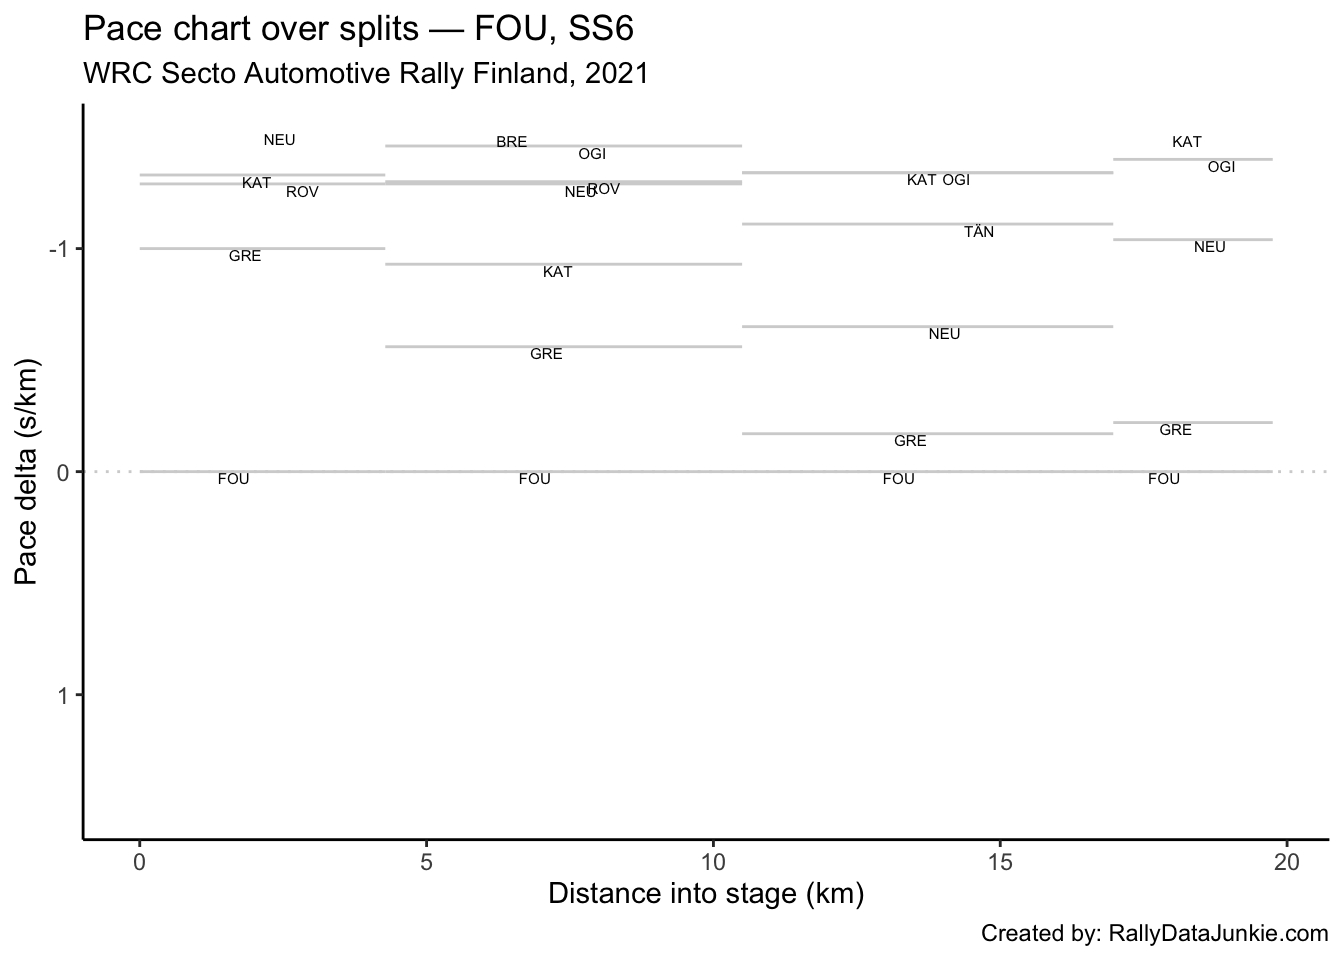 Pace chart over splits — FOU, SS6
WRC Secto Automotive Rally Finland, 2021
NEU
BRE
KAT
OGI
OGI
KAT
ROV
NEU
ROV
KAT OGI
TÄN
NEU
GRE
KAT
-1
NEU
GRE
GRE
GRE
0
FOU
FOU
FOU
FOU
1
Pace delta (s/km)
0
5
10
15
20
Distance into stage (km)
Created by: RallyDataJunkie.com